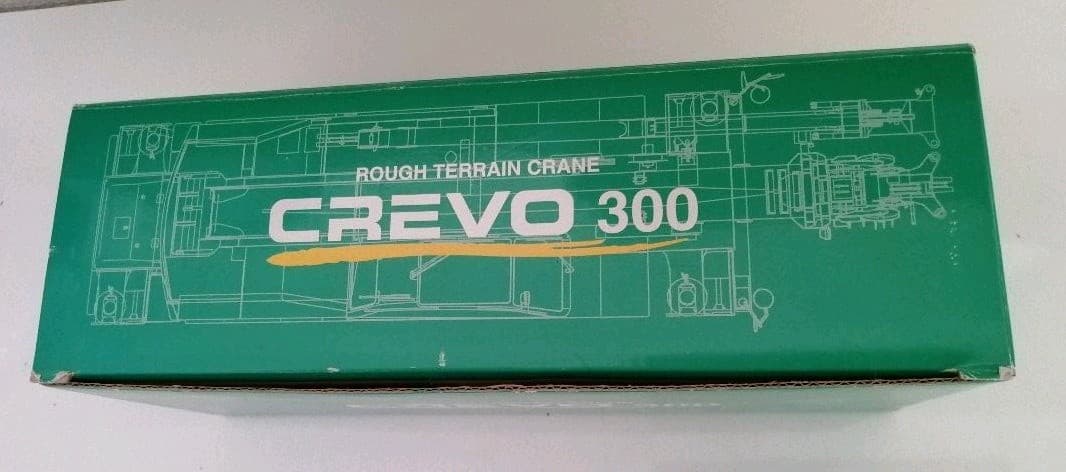 ROUGH TERRAIN CRANE
CREVO 300